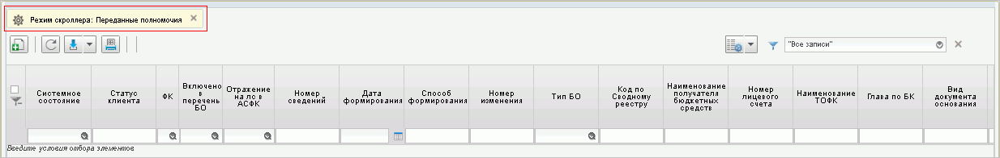 Режим скроллера: Переданные полномочия
"Все записи"
Системное состояние
Статус клиента
ФК
Включено в перечень БО
Отражение на лс в АСФК
Номер сведений
Дата формирования
Способ формирования
Номер изменения
Тип БО
Код по Сводному реестру
Наименование получателя бюджетных средств
Номер лицевого счета
Наименование ТОФК
Глава по БК
Вид документа основания
Введите условия отбора элементов